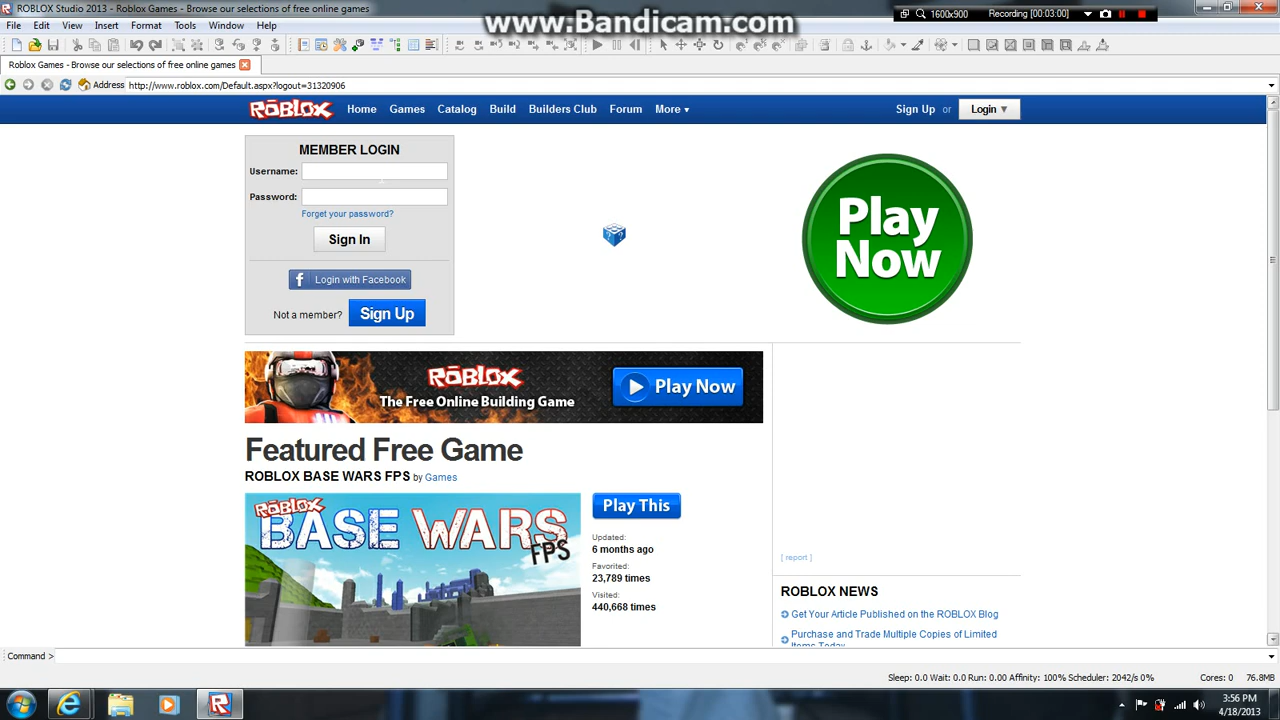 ROBLOX Studio 2013 - Roblox Games - Browse our selections of free online games
www.Bandicam.com
1600x900
Recording (00:03:00)
File Edit View Insert Format Tools Window Help
Roblox Games - Browse our selections of free online games
Address http://www.roblox.com/Default.aspx?logout=31320906
ROBLOX Home Games Catalog Build Builders Club Forum More Sign Up or Login
MEMBER LOGIN
Username:
Password:
Forget your password?
Sign In
f Login with Facebook
Not a member? Sign Up
Play
Now
ROBLOX
The Free Online Building Game
Play Now
Featured Free Game
ROBLOX BASE WARS FPS by Games
ROBLOX
BASE WARS
FPS
Play This
Updated:
6 months ago
Favorited:
23,789 times
Visited:
440,668 times
[ report ]
ROBLOX NEWS
Get Your Article Published on the ROBLOX Blog
Purchase and Trade Multiple Copies of Limited
Items Today
Command >
Sleep: 0.0 Wait: 0.0 Run: 0.00 Affinity: 100% Scheduler: 2042/s 0% Cores: 0 76.8MB
3:56 PM
4/18/2013